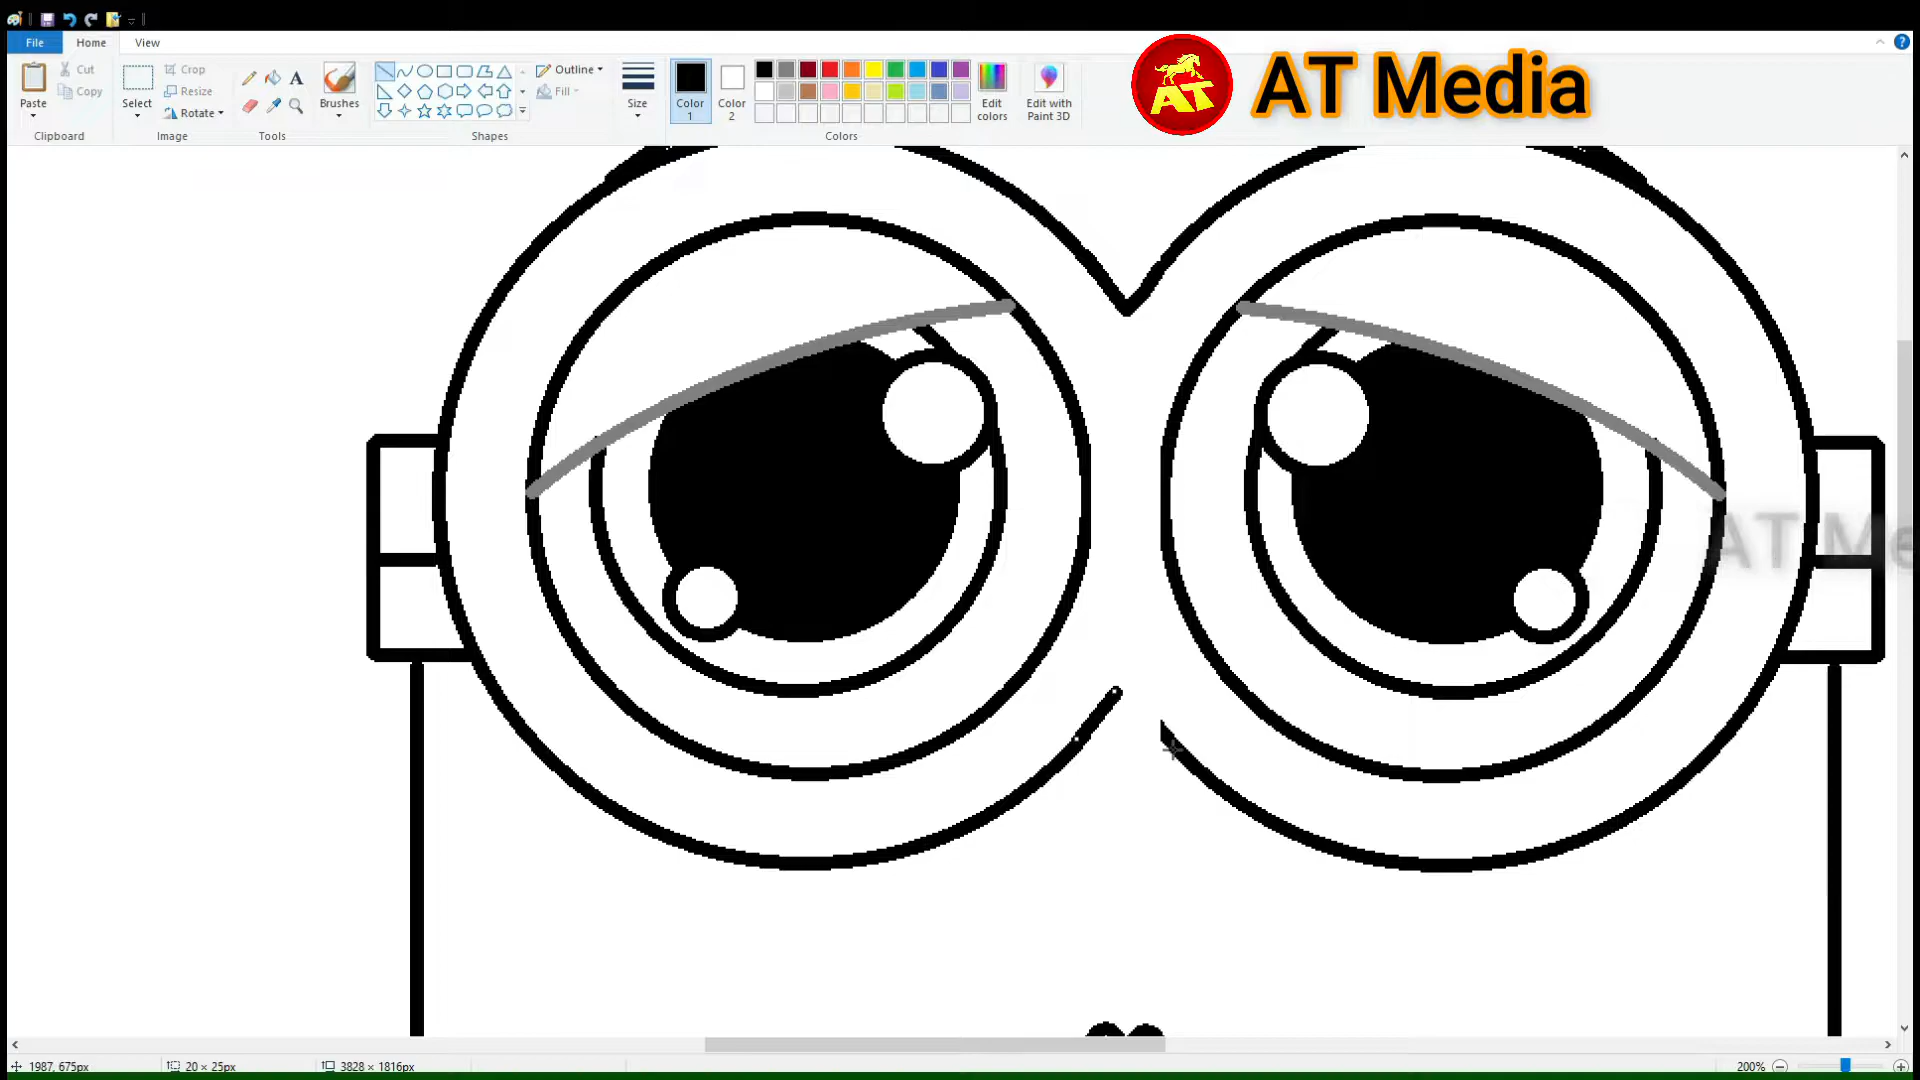 File Home View
Paste
Cut
Copy
Clipboard
Select
Crop
Resize
Rotate
Image
A
Tools
Brushes
Shapes
Outline
Fill
Size
Color
1
Color
2
Edit
colors
Edit with
Paint 3D
Colors
AT
AT Media
?
AT Me
1987, 675px
20 × 25px
3828 × 1816px
200%